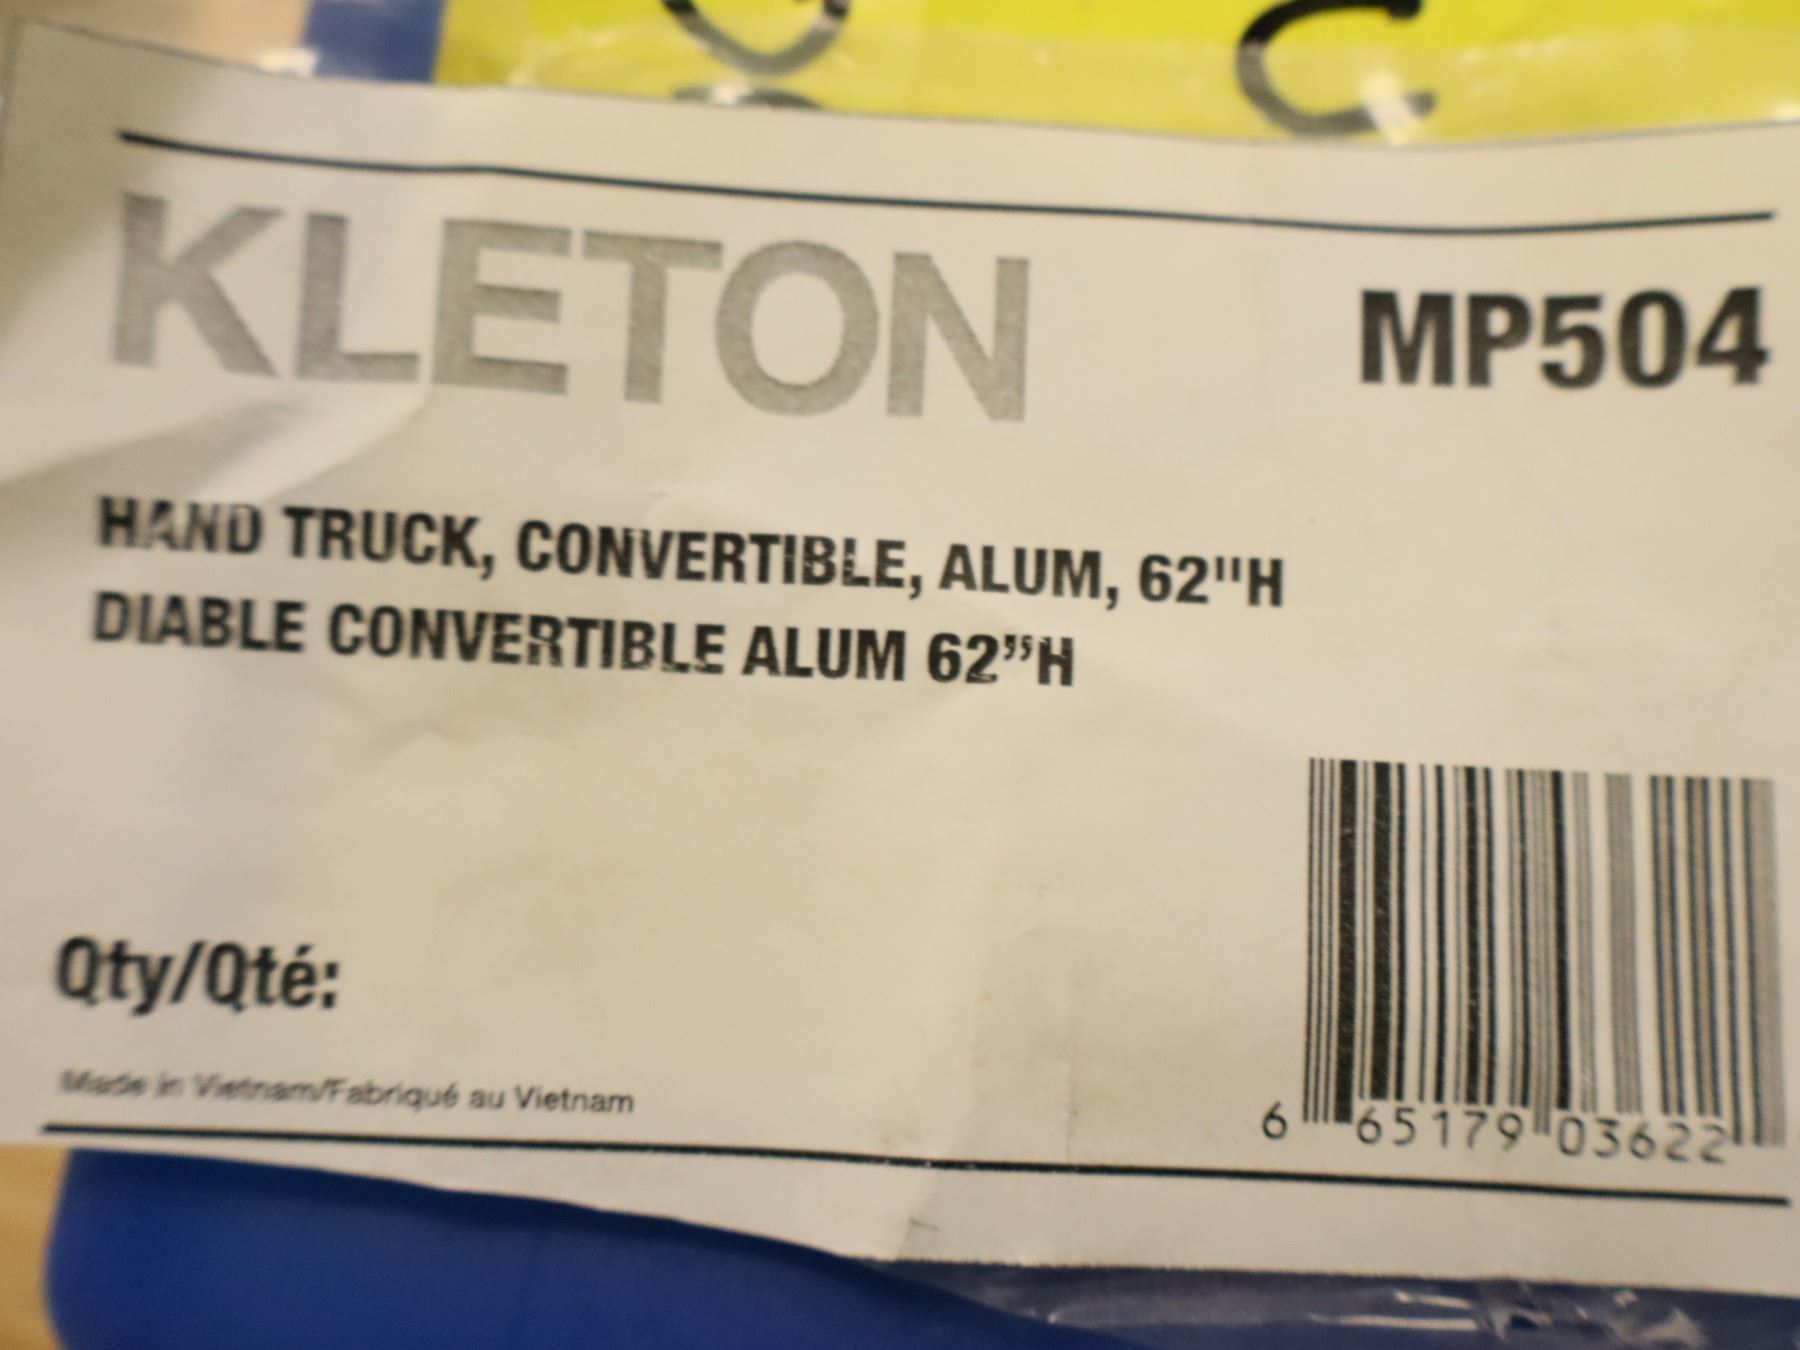 KLETON
MP504
HAND TRUCK, CONVERTIBLE, ALUM, 62"H
DIABLE CONVERTIBLE ALUM 62”H
Qty/Qté:
Made in Vietnam/Fabriqué au Vietnam
6 65179 03622